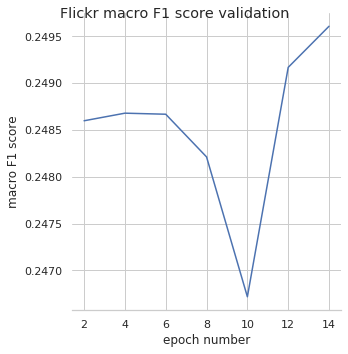 Flickr macro F1 score validation
0.2495
0.2490
0.2485
0.2480
0.2475
0.2470
macro F1 score
2 4 6 8 10 12 14
epoch number